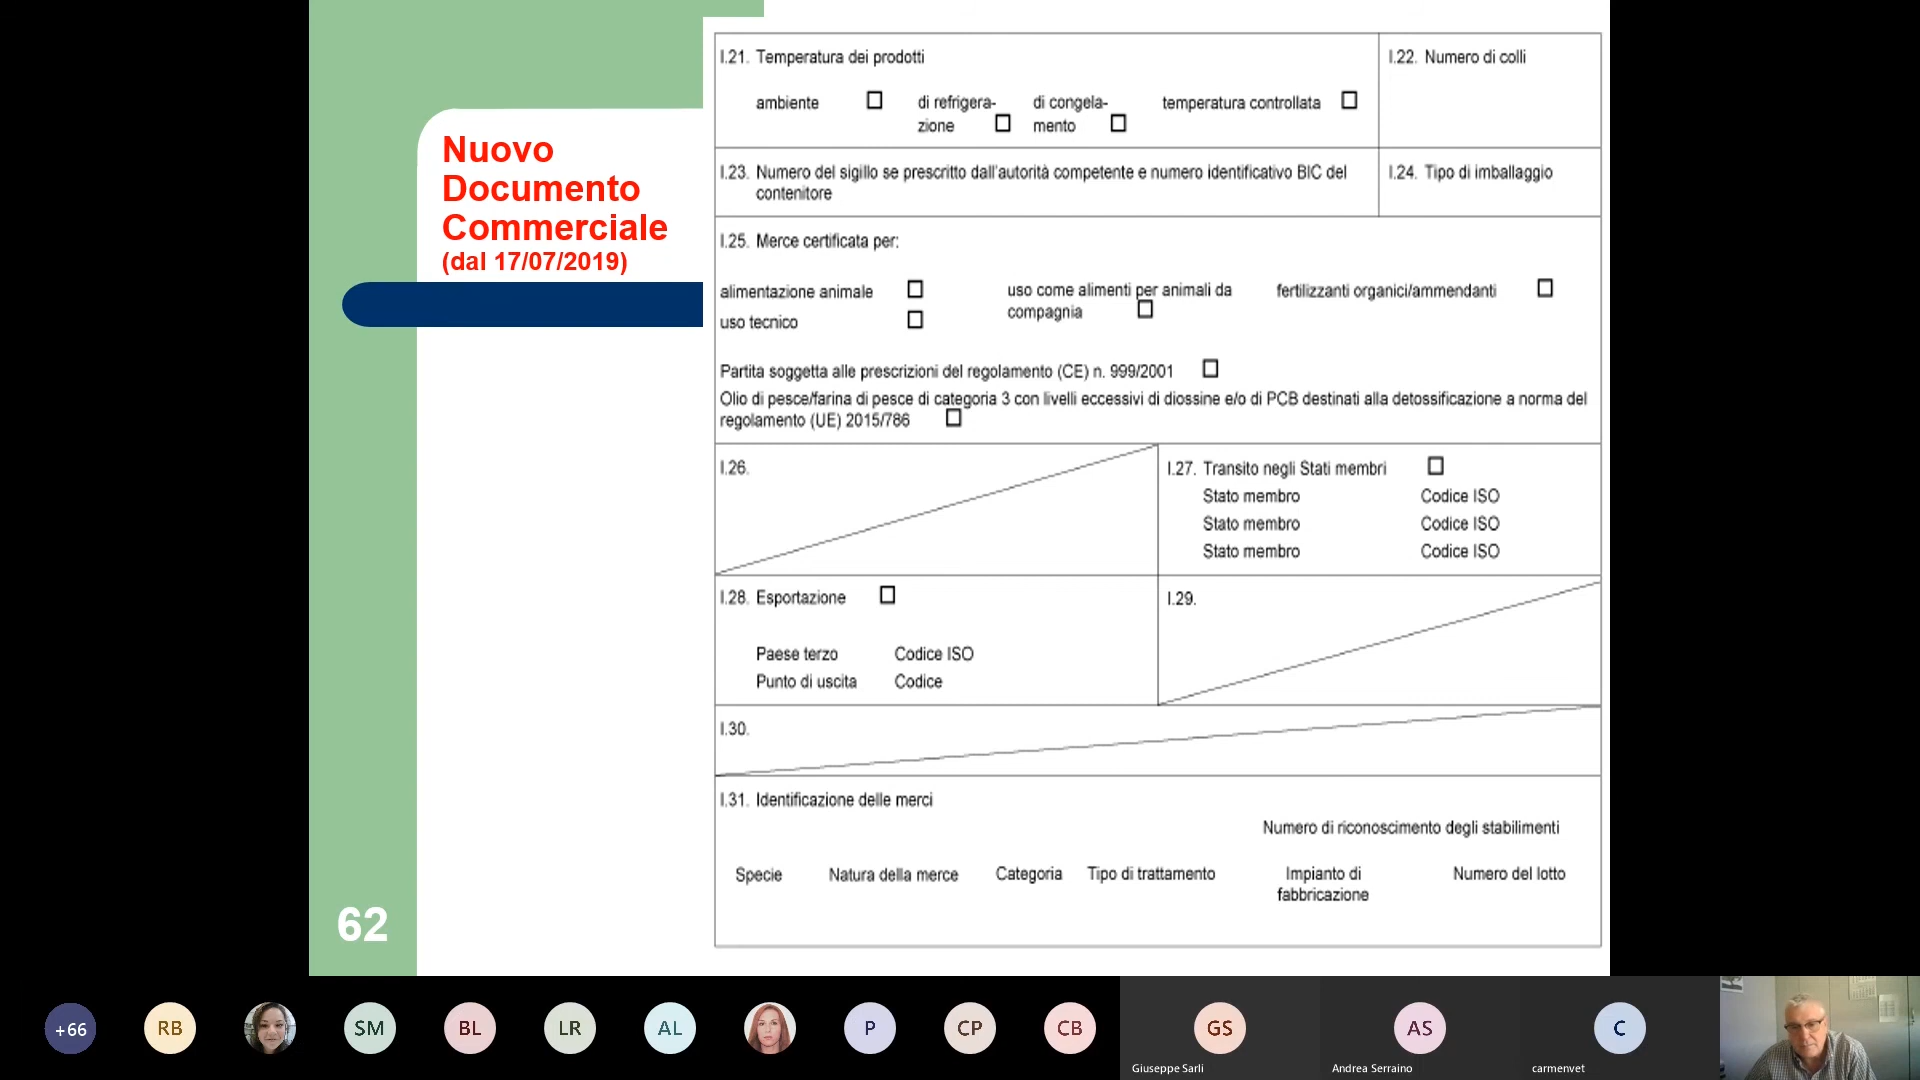 Nuovo
Documento
Commerciale
(dal 17/07/2019)
62
I.21. Temperatura dei prodotti
ambiente
di refrigera-
zione
di congela-
mento
temperatura controllata
I.22. Numero di colli
I.23. Numero del sigillo se prescritto dall'autorità competente e numero identificativo BIC del
contenitore
I.24. Tipo di imballaggio
I.25. Merce certificata per:
alimentazione animale
uso come alimenti per animali da
compagnia
fertilizzanti organici/ammendanti
uso tecnico
Partita soggetta alle prescrizioni del regolamento (CE) n. 999/2001
Olio di pesce/farina di pesce di categoria 3 con livelli eccessivi di diossine e/o di PCB destinati alla detossificazione a norma del
regolamento (UE) 2015/786
I.26.
I.27. Transito negli Stati membri
Stato membro Codice ISO
Stato membro Codice ISO
Stato membro Codice ISO
I.28. Esportazione
Paese terzo Codice ISO
Punto di uscita Codice
I.29.
I.30.
I.31. Identificazione delle merci
Numero di riconoscimento degli stabilimenti
Specie Natura della merce Categoria Tipo di trattamento Impianto di
fabbricazione
Numero del lotto
+66 RB SM BL LR AL P CP CB GS AS C
Giuseppe Sarli Andrea Serraino carmenvet